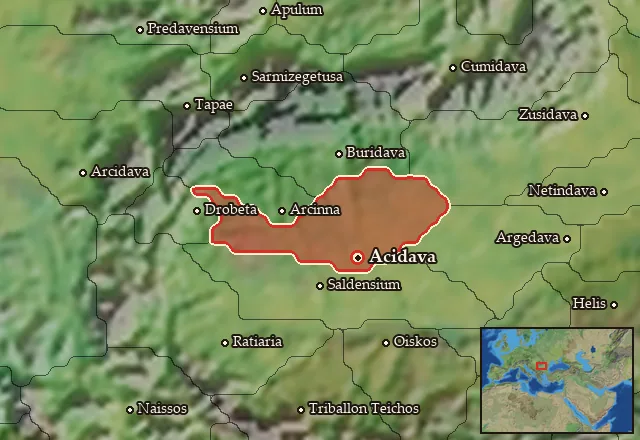 Apulum
Predavensium
Cumidava
Sarmizegetusa
Tapae
Zusidava
Buridava
Arcidava
Netindava
Drobeta
Arcinna
Argedava
Acidava
Saldensium
Helis
Ratiaria
Oiskos
Naissos
Triballon Teichos